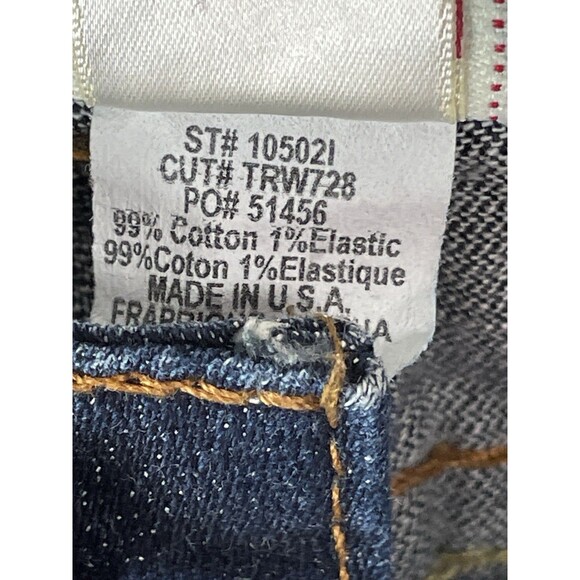 ST# 10502I
CUT# TRW728
PO# 51456
99% Cotton 1%Elastic
99%Coton 1%Elastique
MADE IN U.S.A.